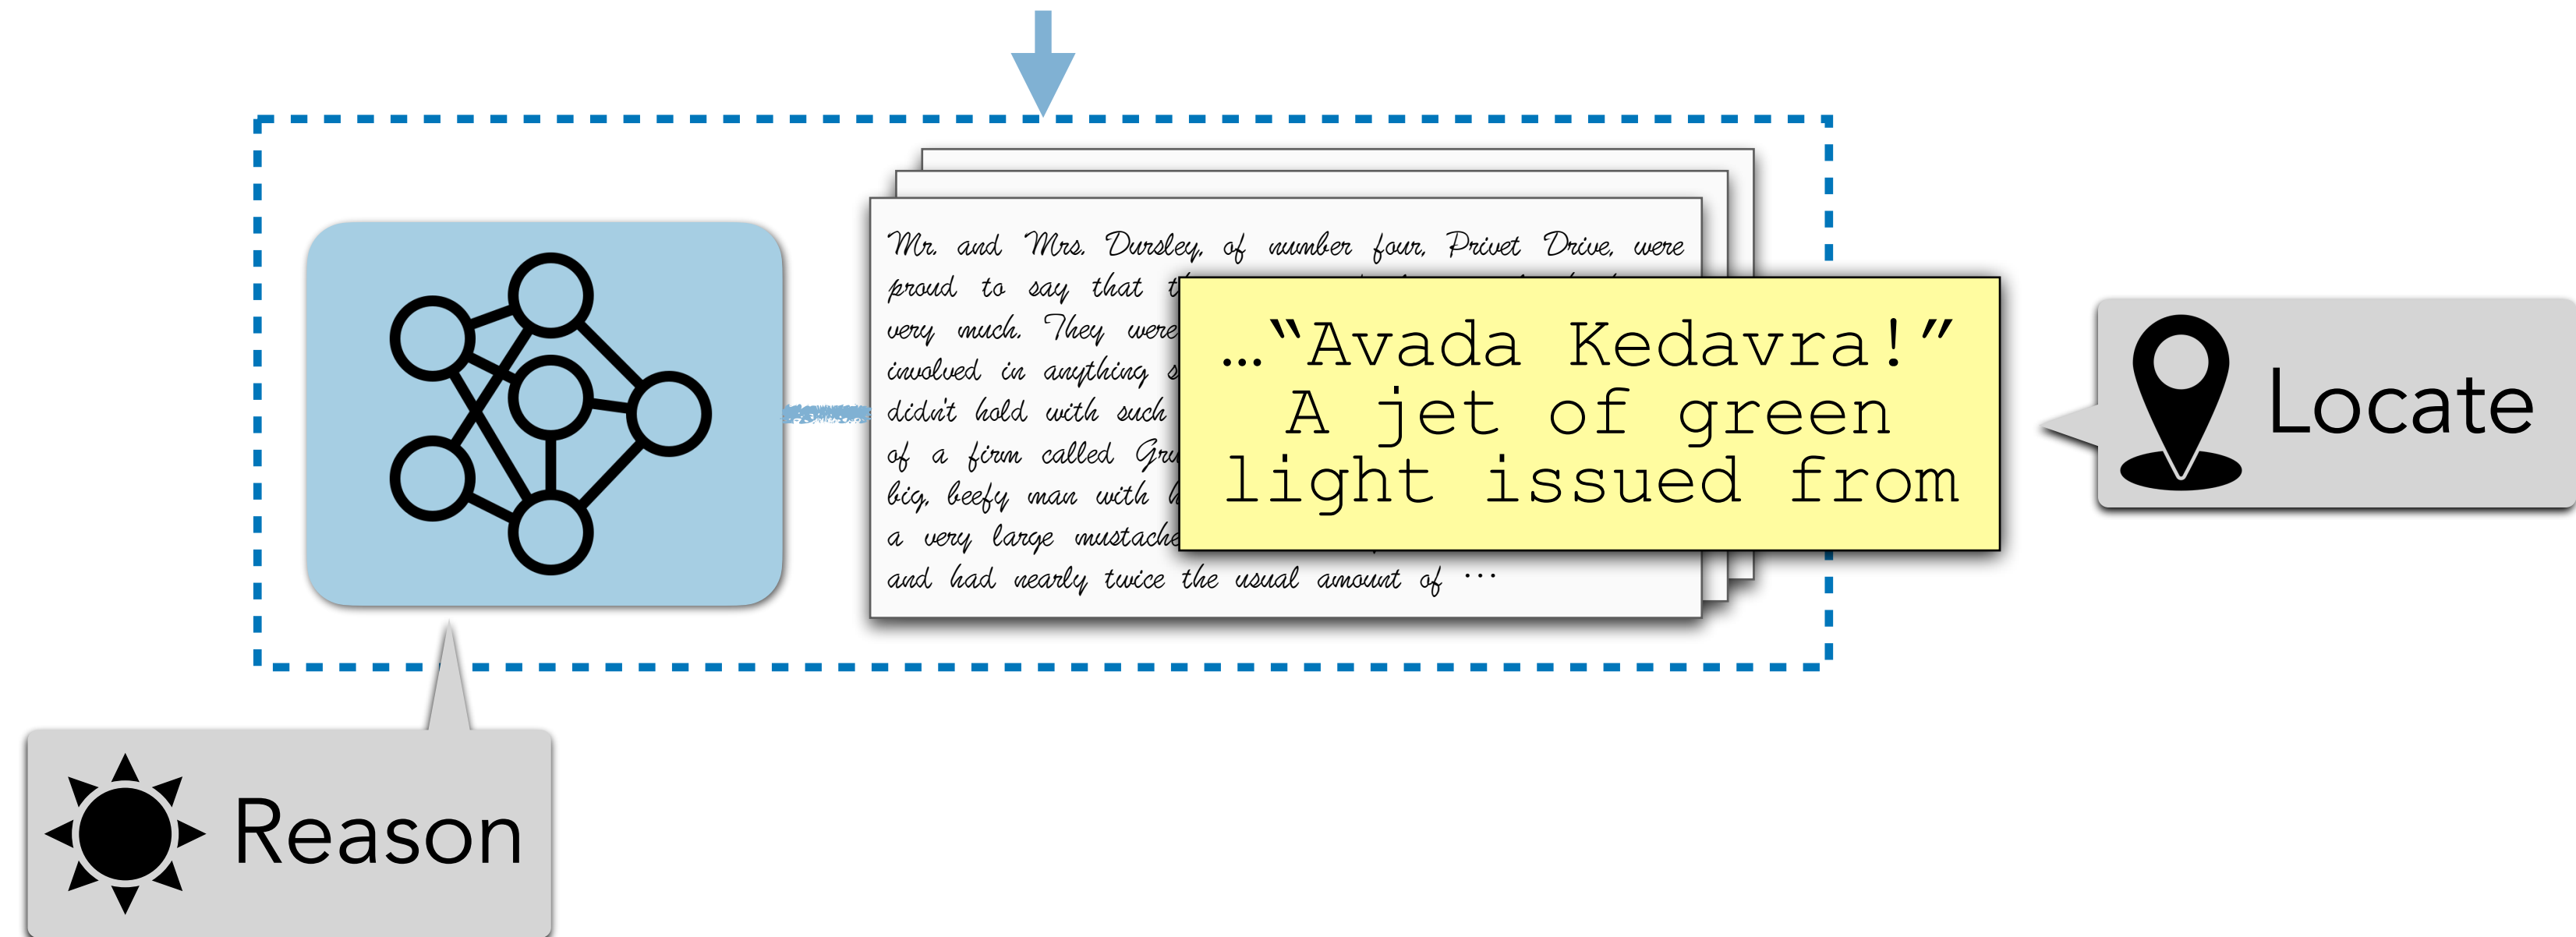 Mr. and Mrs. Dursley, of number four, Privet Drive, were
proud to say that
very much. They were
involved in anything
didn't hold with such
of a firm called
big, beefy man with
a very large mustache
and had nearly twice the usual amount of ...
…“Avada Kedavra!”
A jet of green
light issued from
Locate
Reason